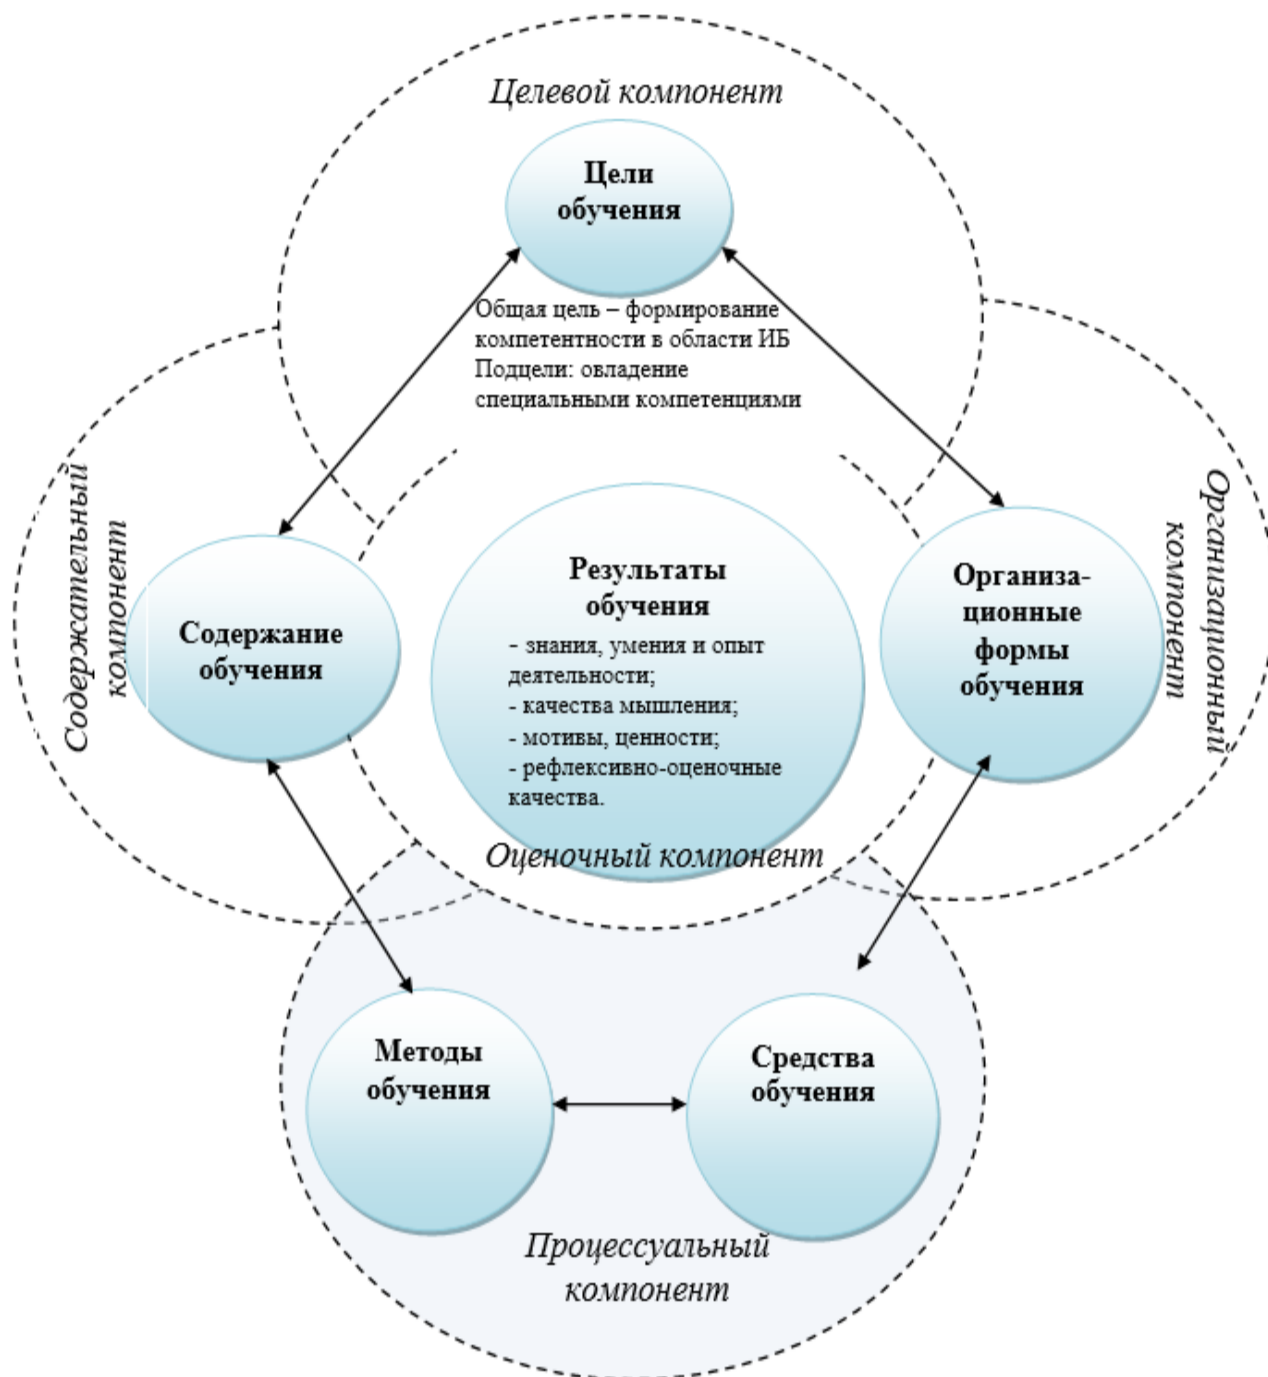 Целевой компонент
Цели
обучения
Общая цель – формирование
компетентности в области ИБ
Подцели: овладение
специальными компетенциями
Содержательный
компонент
Содержание
обучения
Результаты
обучения
- знания, умения и опыт
деятельности;
- качества мышления;
- мотивы, ценности;
- рефлексивно-оценочные
качества.
Оценочный компонент
Организа-
ционные
формы
обучения
Организационный
компонент
Методы
обучения
Средства
обучения
Процессуальный
компонент